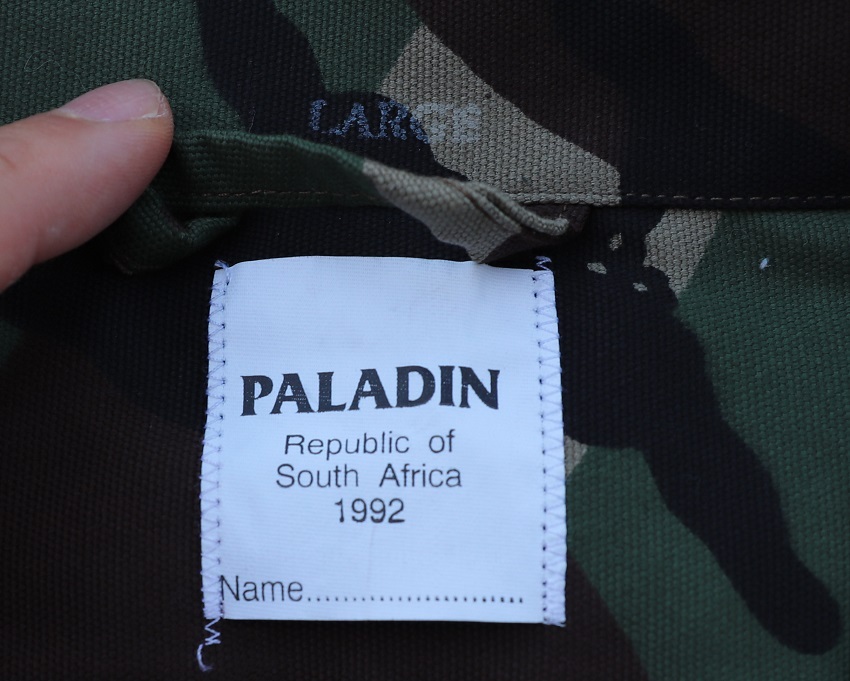 LARGE
PALADIN
Republic of
South Africa
1992
Name........................